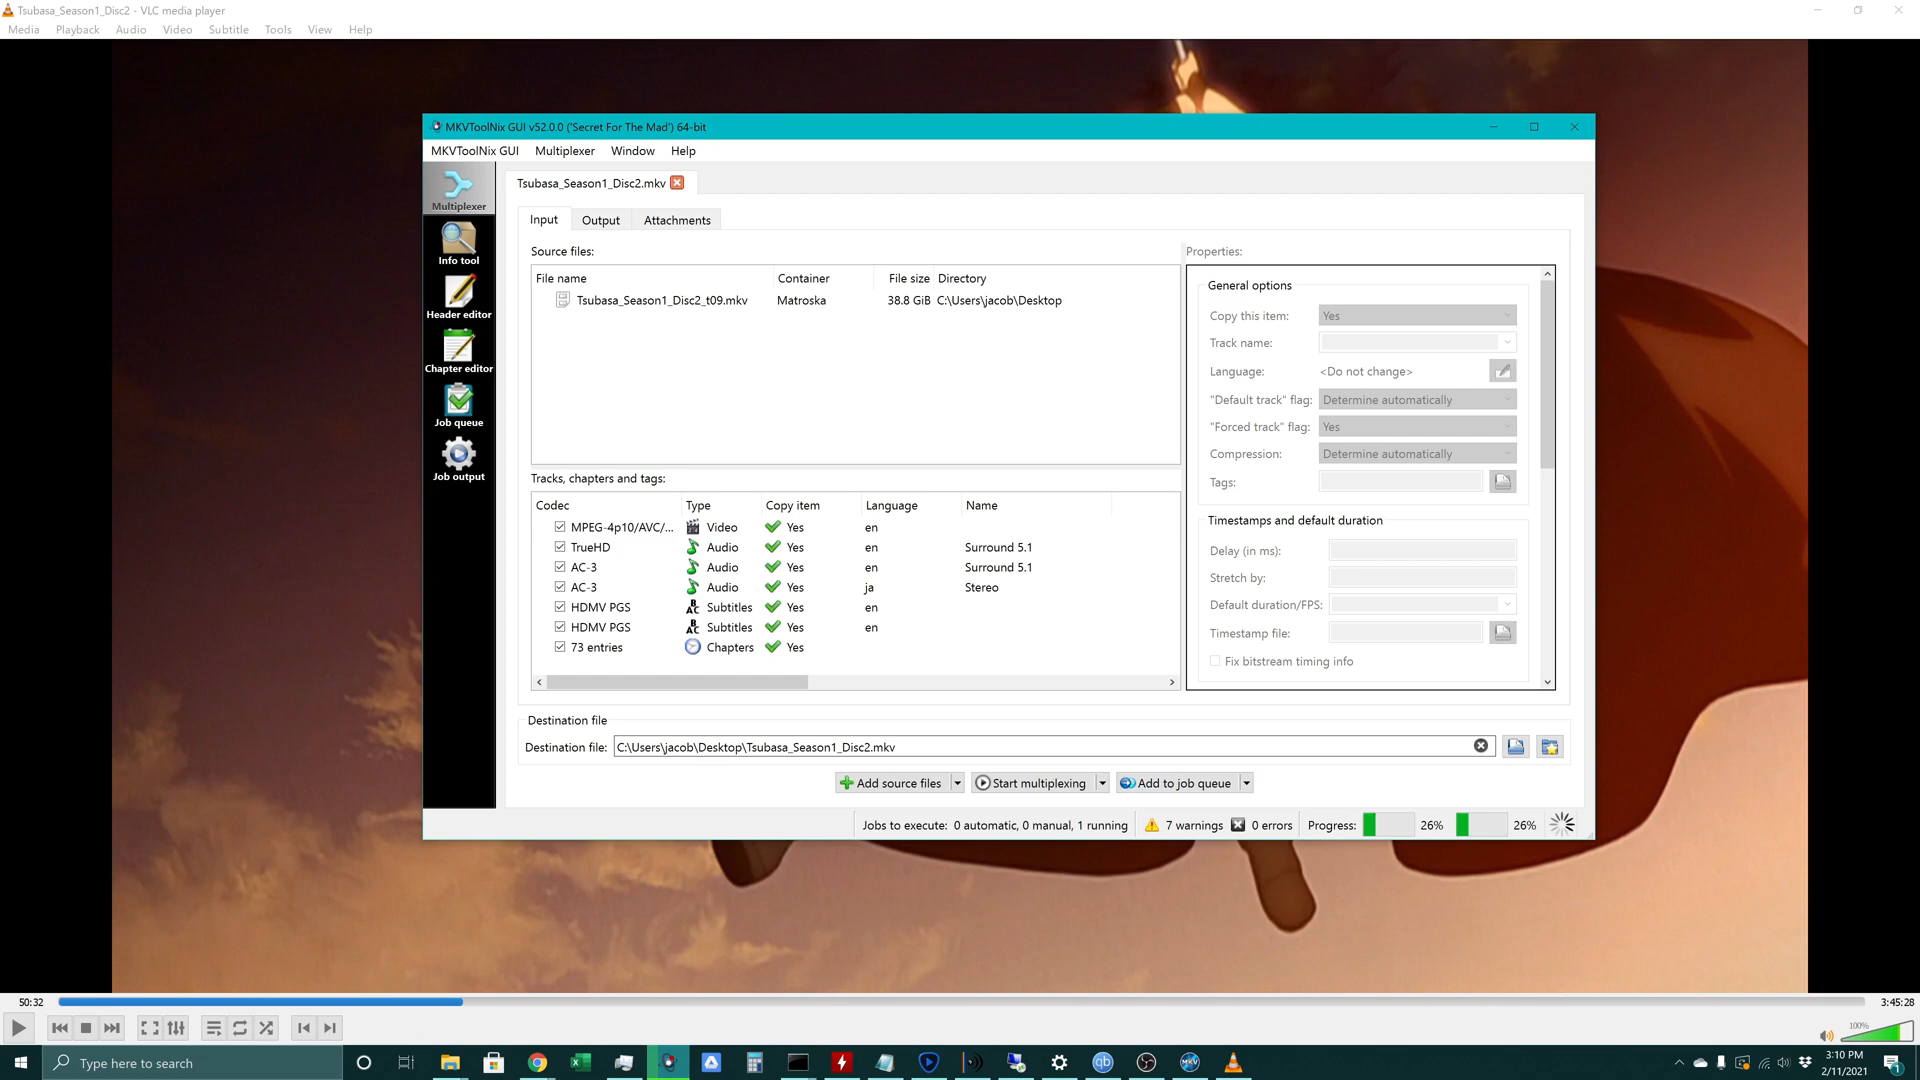 Tsubasa_Season1_Disc2 - VLC media player
Media Playback Audio Video Subtitle Tools View Help
MKVToolNix GUI v52.0.0 ('Secret For The Mad') 64-bit
MKVToolNix GUI Multiplexer Window Help
Multiplexer
Info tool
Header editor
Chapter editor
Job queue
Job output
Tsubasa_Season1_Disc2.mkv
Input Output Attachments
Source files:
File name Container File size Directory
Tsubasa_Season1_Disc2_t09.mkv Matroska 38.8 GiB C:\Users\jacob\Desktop
Tracks, chapters and tags:
Codec Type Copy item Language Name
MPEG-4p10/AVC/... Video Yes en
TrueHD Audio Yes en Surround 5.1
AC-3 Audio Yes en Surround 5.1
AC-3 Audio Yes ja Stereo
HDMV PGS Subtitles Yes en
HDMV PGS Subtitles Yes en
73 entries Chapters Yes
Properties:
General options
Copy this item: Yes
Track name:
Language: <Do not change>
"Default track" flag: Determine automatically
"Forced track" flag: Yes
Compression: Determine automatically
Tags:
Timestamps and default duration
Delay (in ms):
Stretch by:
Default duration/FPS:
Timestamp file:
Fix bitstream timing info
Destination file
Destination file: C:\Users\jacob\Desktop\Tsubasa_Season1_Disc2.mkv
Add source files Start multiplexing Add to job queue
Jobs to execute: 0 automatic, 0 manual, 1 running 7 warnings 0 errors Progress: 26% 26%
50:32 3:45:28
100%
Type here to search
3:10 PM
2/11/2021